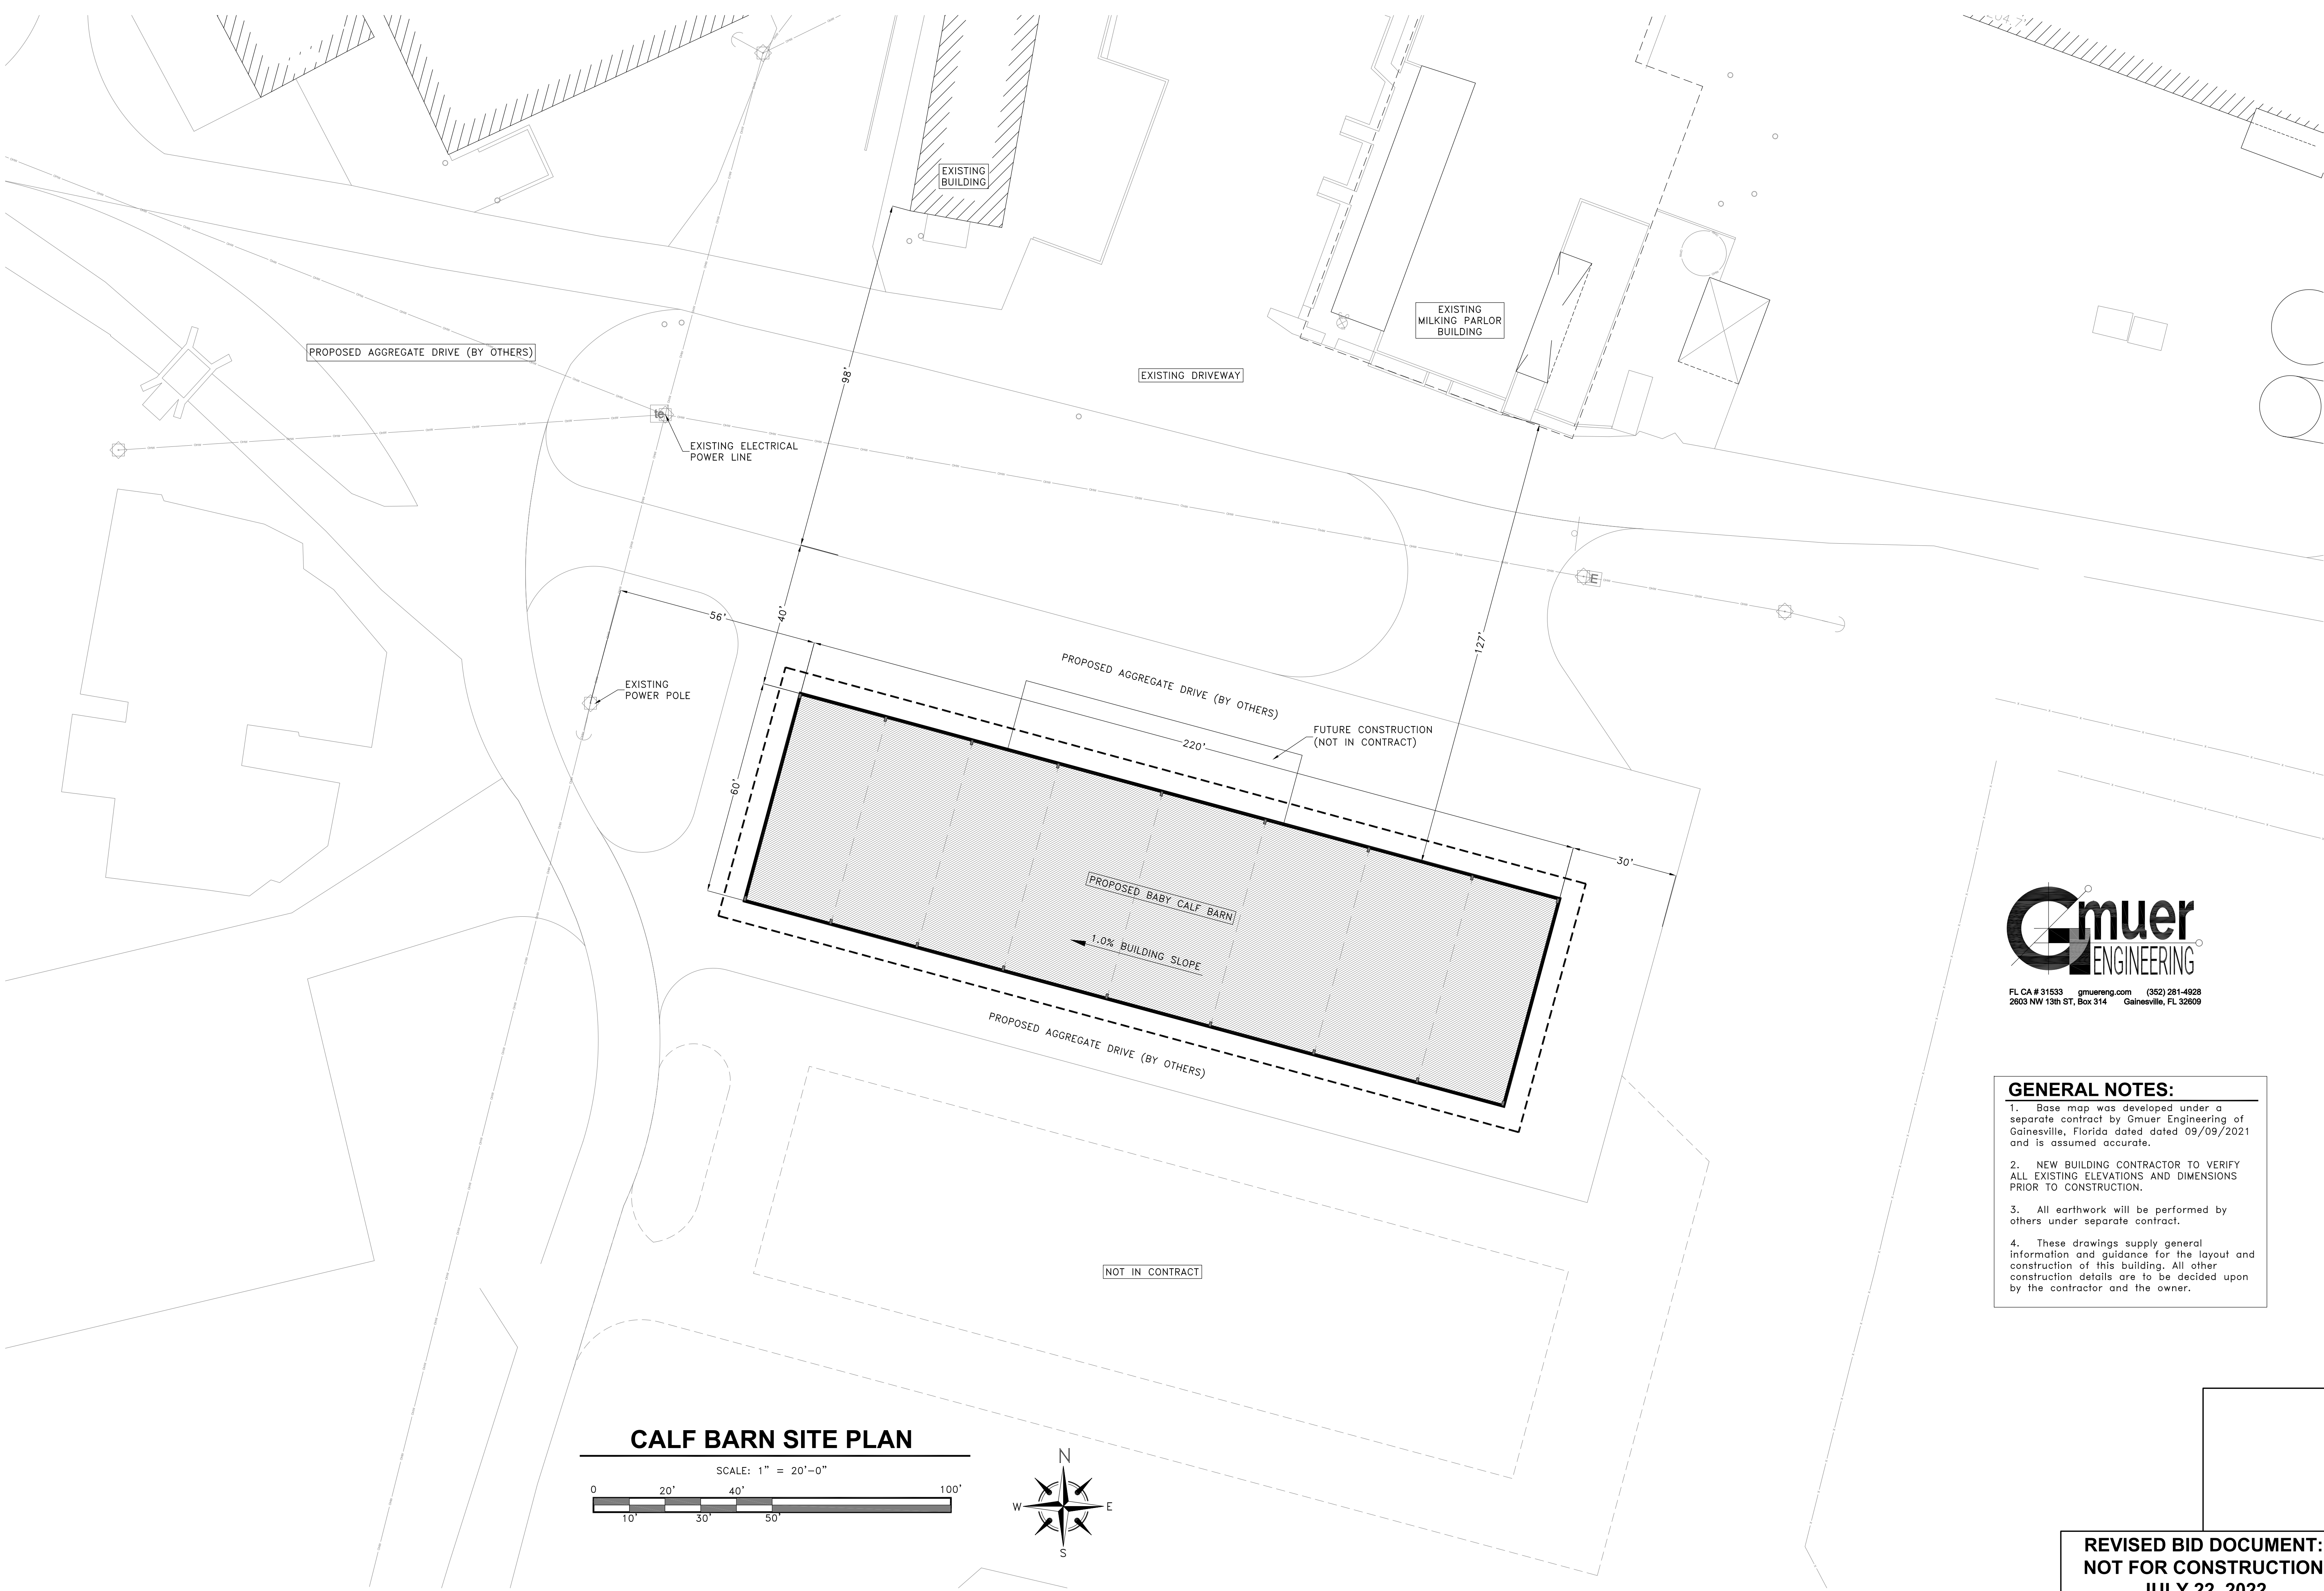 EXISTING
BUILDING
EXISTING
MILKING PARLOR
BUILDING
PROPOSED AGGREGATE DRIVE (BY OTHERS)
98'
EXISTING DRIVEWAY
te
EXISTING ELECTRICAL
POWER LINE
E
56'
40'
127'
EXISTING
POWER POLE
PROPOSED AGGREGATE DRIVE (BY OTHERS)
FUTURE CONSTRUCTION
(NOT IN CONTRACT)
220'
60'
30'
PROPOSED BABY CALF BARN
1.0% BUILDING SLOPE
PROPOSED AGGREGATE DRIVE (BY OTHERS)
NOT IN CONTRACT
Gmuer
ENGINEERING
FL CA # 31533 gmuereng.com (352) 281-4928
2603 NW 13th ST, Box 314 Gainesville, FL 32609
GENERAL NOTES:
1. Base map was developed under a
separate contract by Gmuer Engineering of
Gainesville, Florida dated dated 09/09/2021
and is assumed accurate.
2. NEW BUILDING CONTRACTOR TO VERIFY
ALL EXISTING ELEVATIONS AND DIMENSIONS
PRIOR TO CONSTRUCTION.
3. All earthwork will be performed by
others under separate contract.
4. These drawings supply general
information and guidance for the layout and
construction of this building. All other
construction details are to be decided upon
by the contractor and the owner.
CALF BARN SITE PLAN
SCALE: 1" = 20'-0"
0 20' 40' 100'
10' 30' 50'
N
W E
S
REVISED BID DOCUMENT:
NOT FOR CONSTRUCTION
JULY 22, 2022